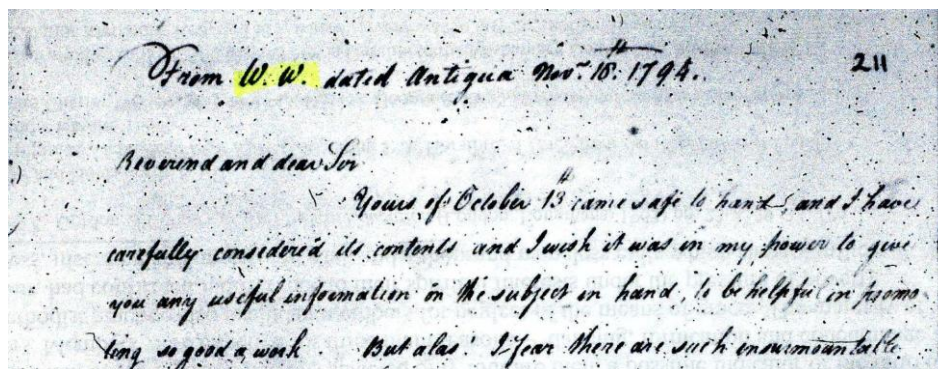 From W. W. dated Antigua Novr. 18th. 1794.
211
Reverend and dear Sir
Yours of October 13th came safe to hand, and I have
carefully considered its contents and I wish it was in my power to give
you any useful information on the subject in hand, to be helpful in promo
ting so good a work. But alas! I fear there are such insurmountable